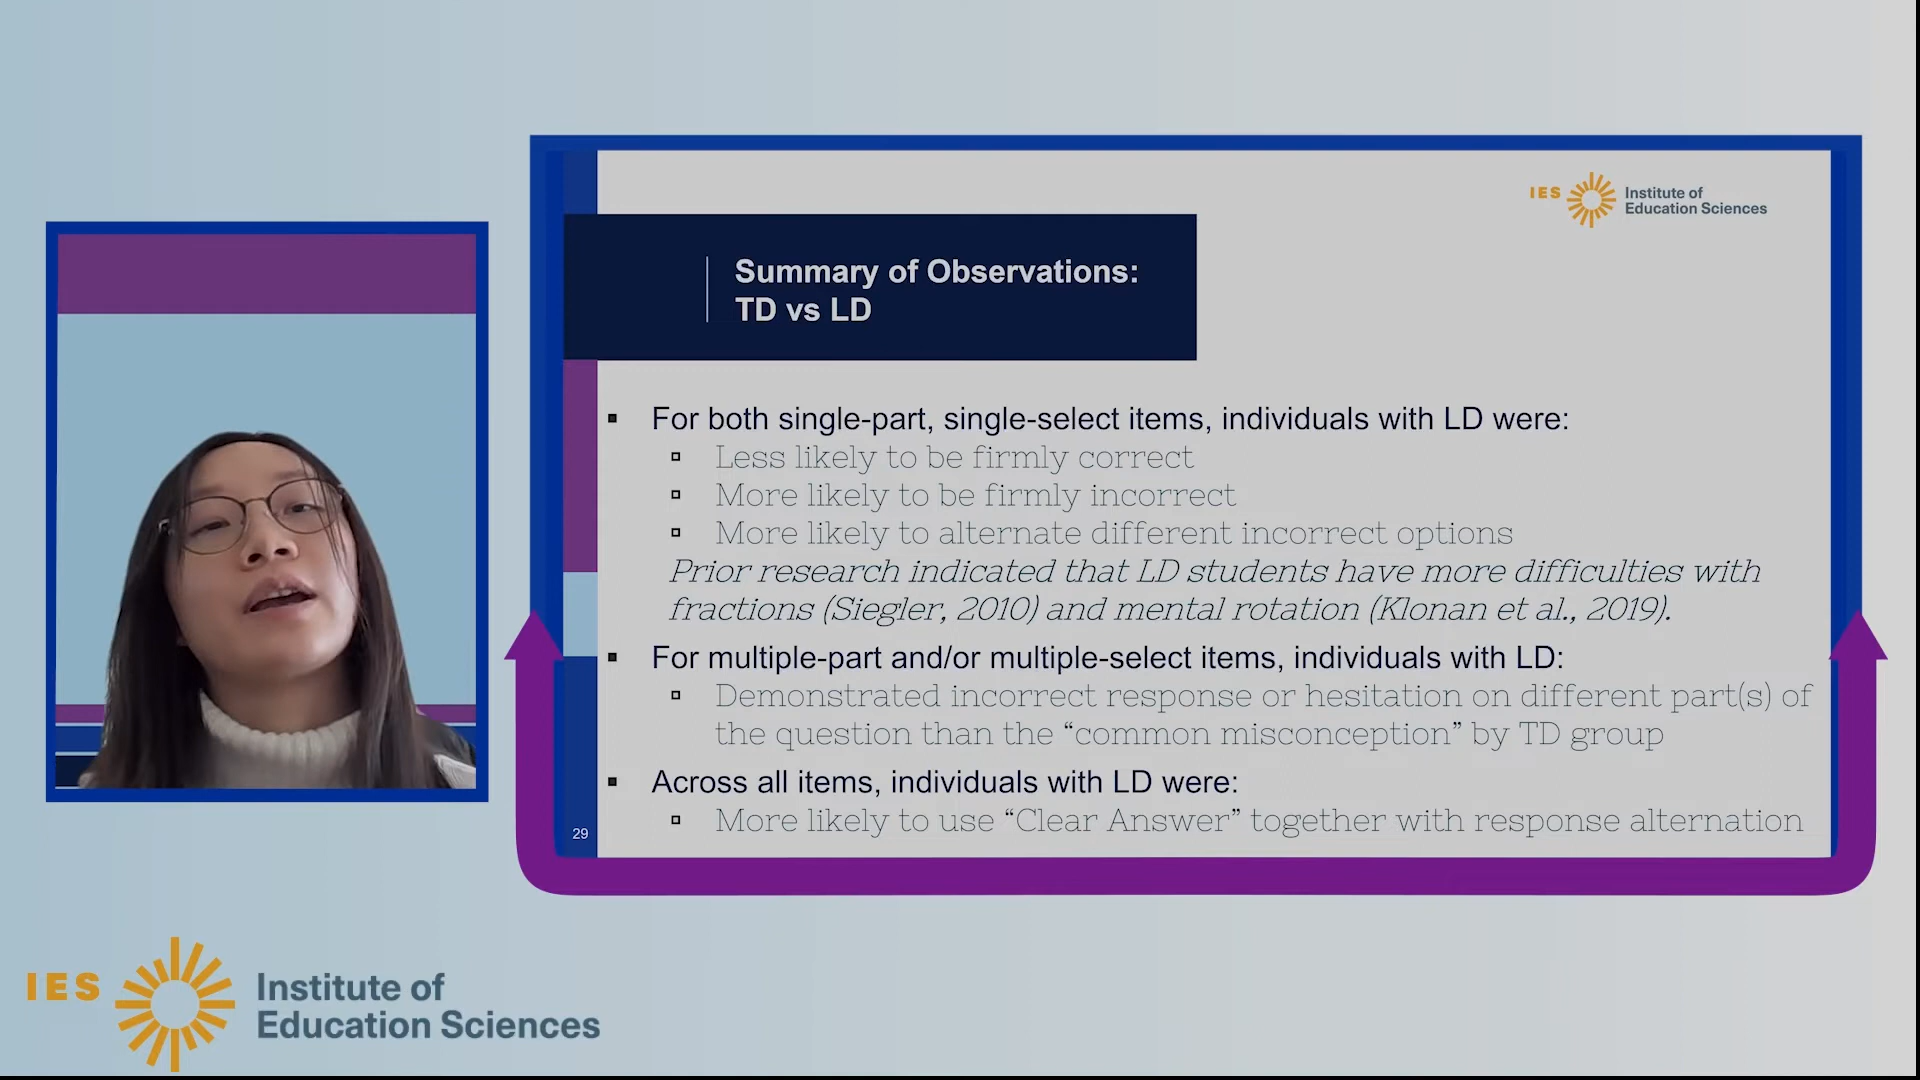 IES Institute of
Education Sciences
Summary of Observations:
TD vs LD
▪ For both single-part, single-select items, individuals with LD were:
▫ Less likely to be firmly correct
▫ More likely to be firmly incorrect
▫ More likely to alternate different incorrect options
Prior research indicated that LD students have more difficulties with
fractions (Siegler, 2010) and mental rotation (Klonan et al., 2019).
▪ For multiple-part and/or multiple-select items, individuals with LD:
▫ Demonstrated incorrect response or hesitation on different part(s) of
the question than the “common misconception” by TD group
▪ Across all items, individuals with LD were:
▫ More likely to use “Clear Answer” together with response alternation
29
IES Institute of
Education Sciences